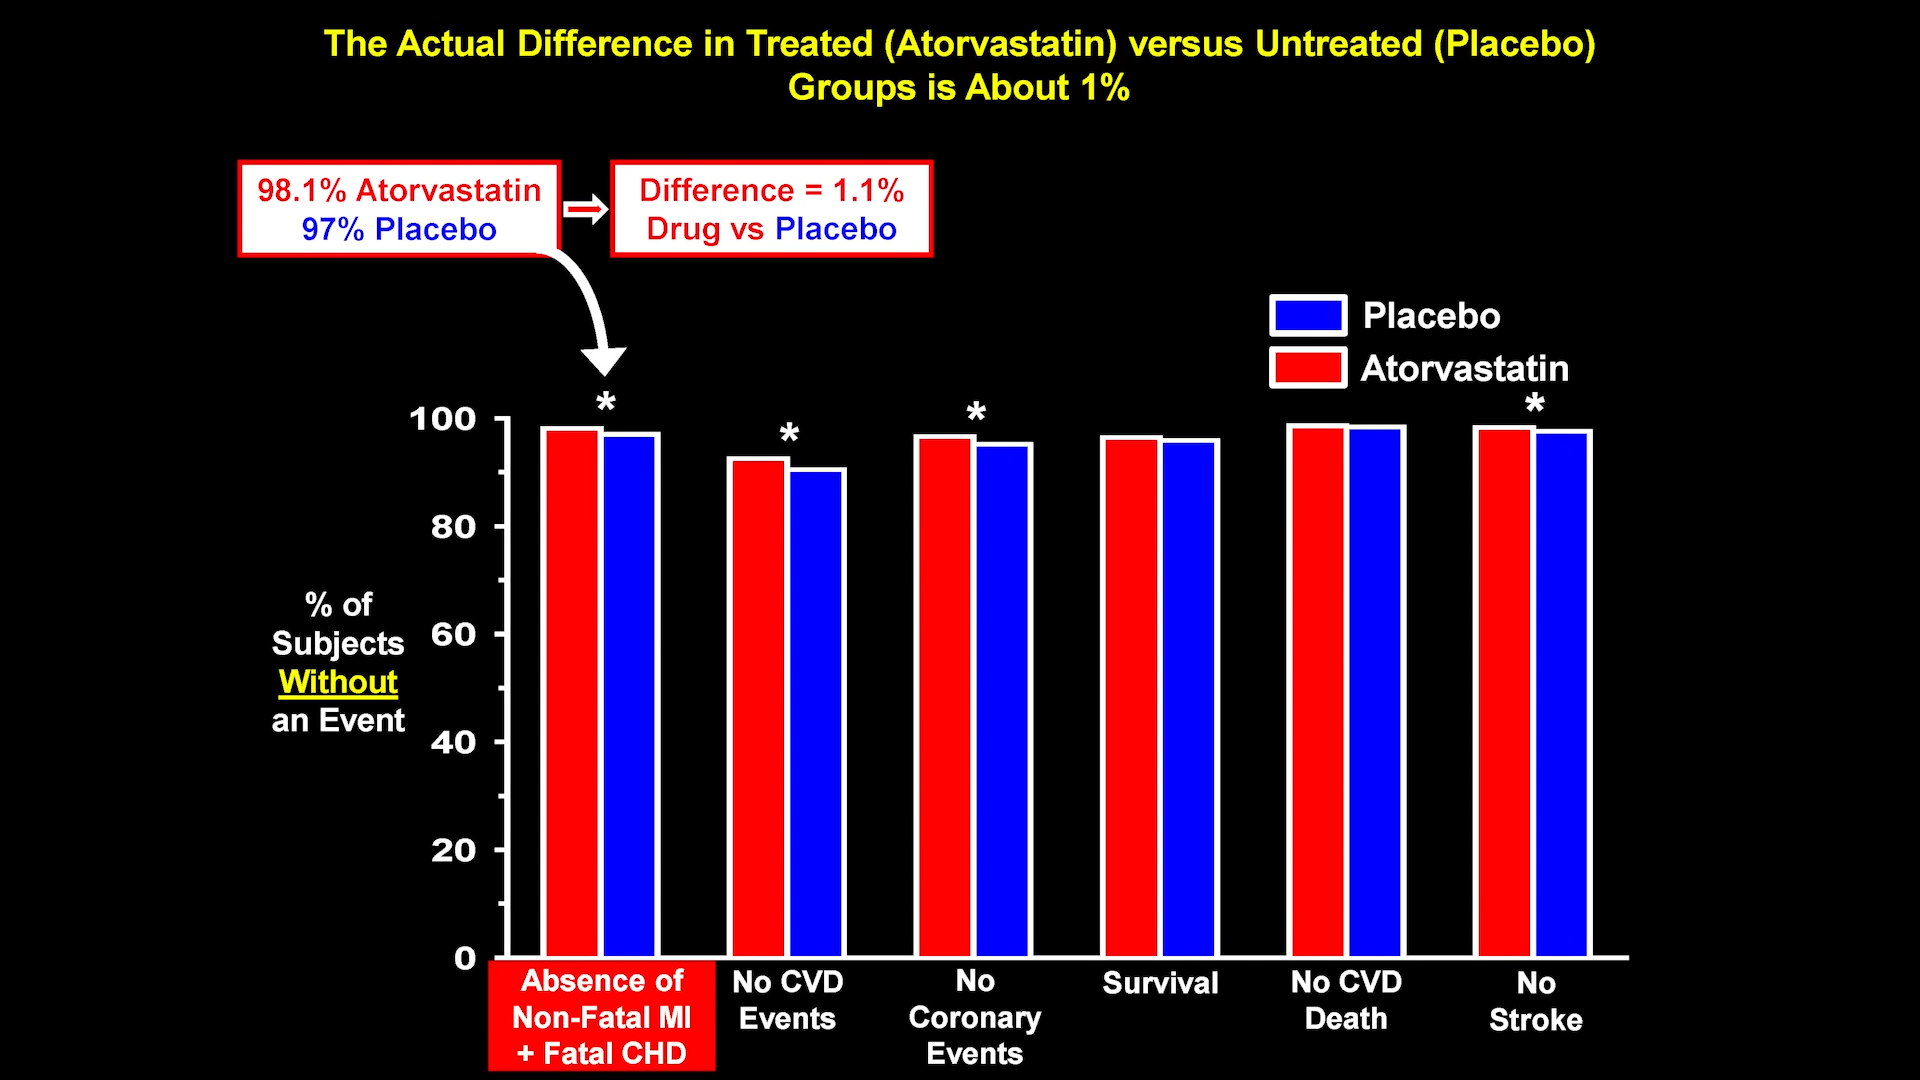 The Actual Difference in Treated (Atorvastatin) versus Untreated (Placebo)
Groups is About 1%
98.1% Atorvastatin
97% Placebo
Difference = 1.1%
Drug vs Placebo
Placebo
Atorvastatin
*
*
*
*
100
80
60
40
20
0
% of
Subjects
Without
an Event
Absence of
Non-Fatal MI
+ Fatal CHD
No CVD
Events
No
Coronary
Events
Survival
No CVD
Death
No
Stroke